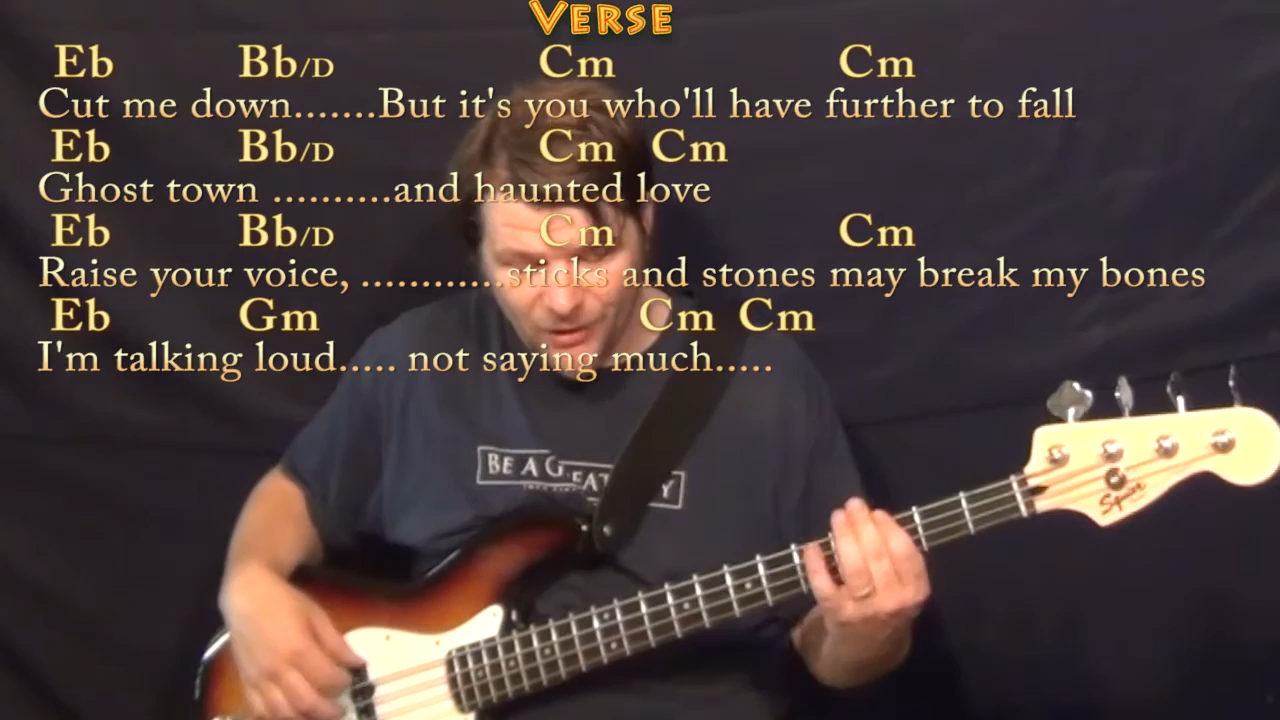 VERSE
Eb Bb/D Cm Cm
Cut me down.......But it's you who'll have further to fall
Eb Bb/D Cm Cm
Ghost town ..........and haunted love
Eb Bb/D Cm Cm
Raise your voice, ............sticks and stones may break my bones
Eb Gm Cm Cm
I'm talking loud..... not saying much.....
BE A
Squier